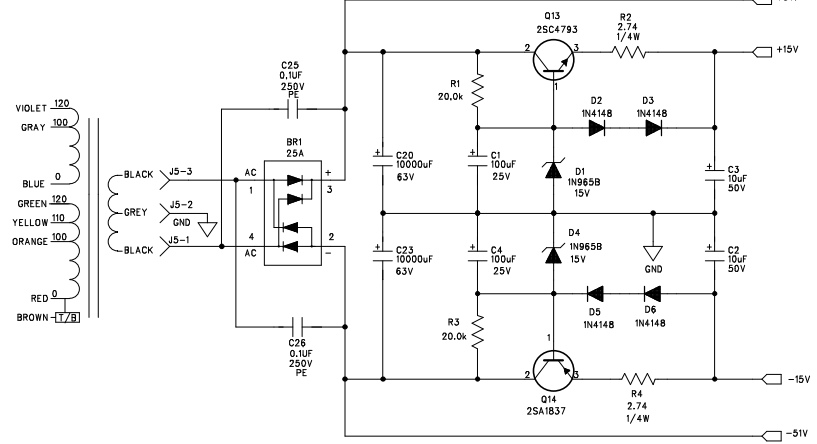 Q13
2SC4793
R2
2.74
1/4W
2
3
1
+15V
C25
0.1UF
250V
PE
R1
20.0k
D2
1N4148
D3
1N4148
VIOLET 120
GRAY 100
BLUE 0
GREEN 120
YELLOW 110
ORANGE 100
RED 0
BROWN T/B
BLACK J5-3
GREY J5-2
GND
BLACK J5-1
BR1
25A
AC
1
+
3
4
AC
2
-
C20
10000uF
63V
C1
100uF
25V
D1
1N965B
15V
C3
10uF
50V
+
+
+
C23
10000uF
63V
C4
100uF
25V
D4
1N965B
15V
GND
C2
10uF
50V
+
+
+
C26
0.1UF
250V
PE
R3
20.0k
D5
1N4148
D6
1N4148
1
2
3
Q14
2SA1837
R4
2.74
1/4W
-15V
-51V